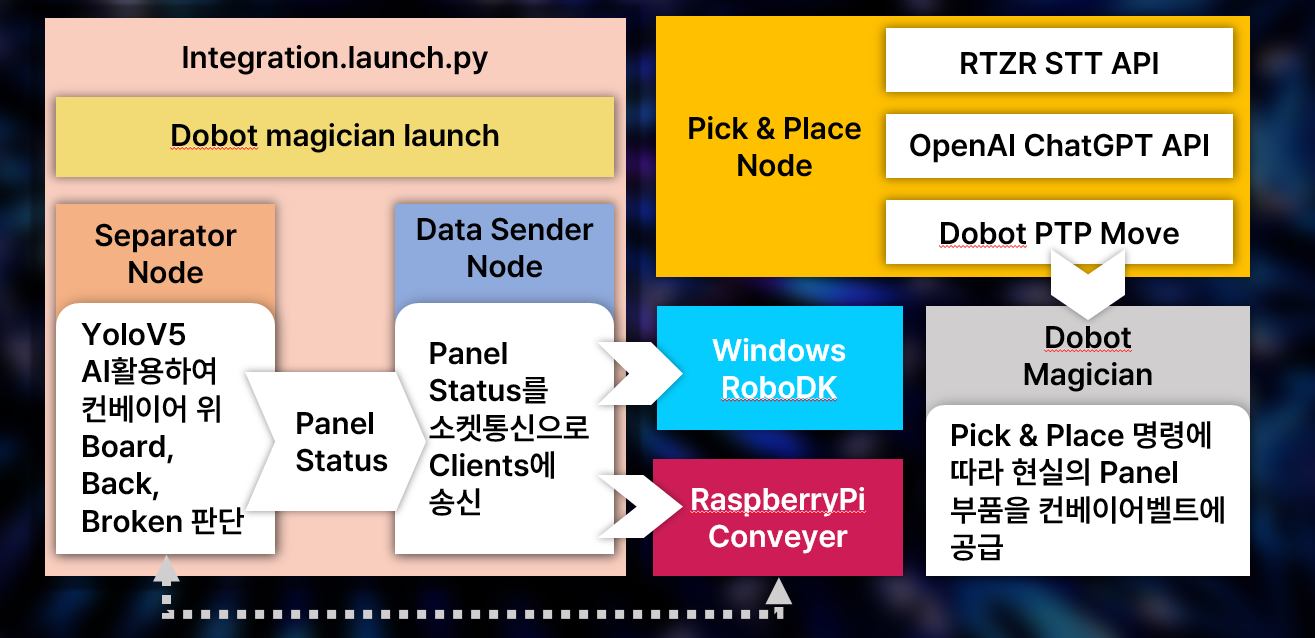 Integration.launch.py
Dobot magician launch
Separator
Node
YoloV5
AI활용하여
컨베이어 위
Board,
Back,
Broken 판단
Panel
Status
Data Sender
Node
Panel
Status를
소켓통신으로
Clients에
송신
Pick & Place
Node
RTZR STT API
OpenAI ChatGPT API
Dobot PTP Move
Windows
RoboDK
RaspberryPi
Conveyer
Dobot
Magician
Pick & Place 명령에
따라 현실의 Panel
부품을 컨베이어벨트에
공급